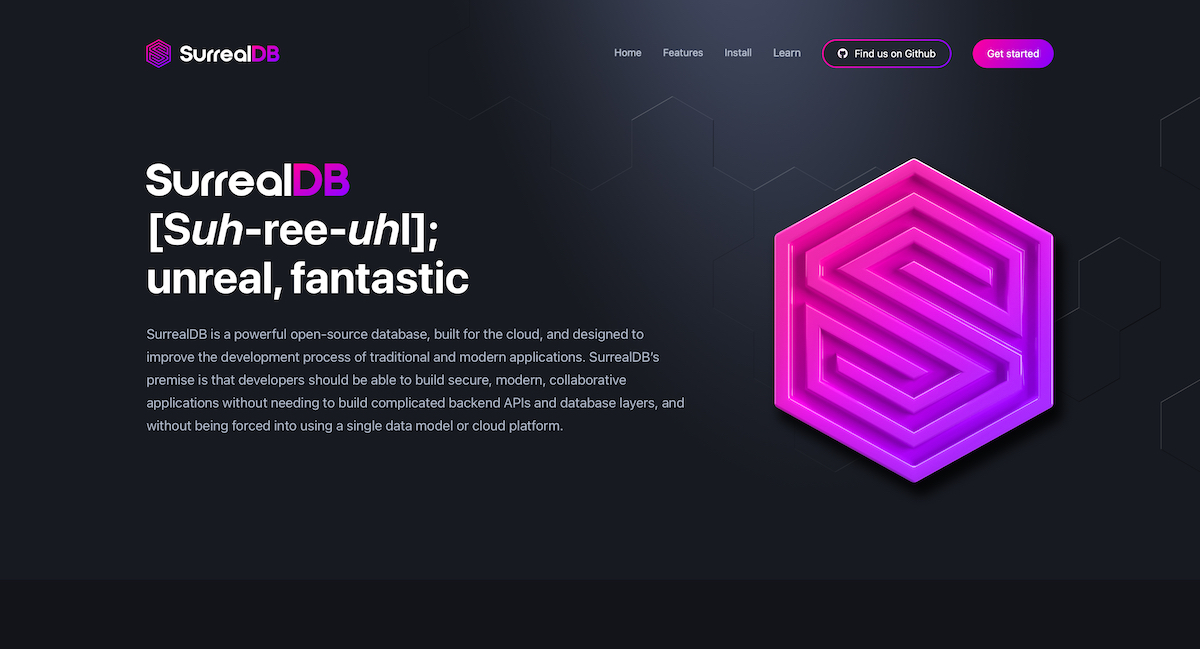 SurrealDB
Home
Features
Install
Learn
Find us on Github
Get started
SurrealDB
[Suh-ree-uhl];
unreal, fantastic
SurrealDB is a powerful open-source database, built for the cloud, and designed to
improve the development process of traditional and modern applications. SurrealDB’s
premise is that developers should be able to build secure, modern, collaborative
applications without needing to build complicated backend APIs and database layers, and
without being forced into using a single data model or cloud platform.